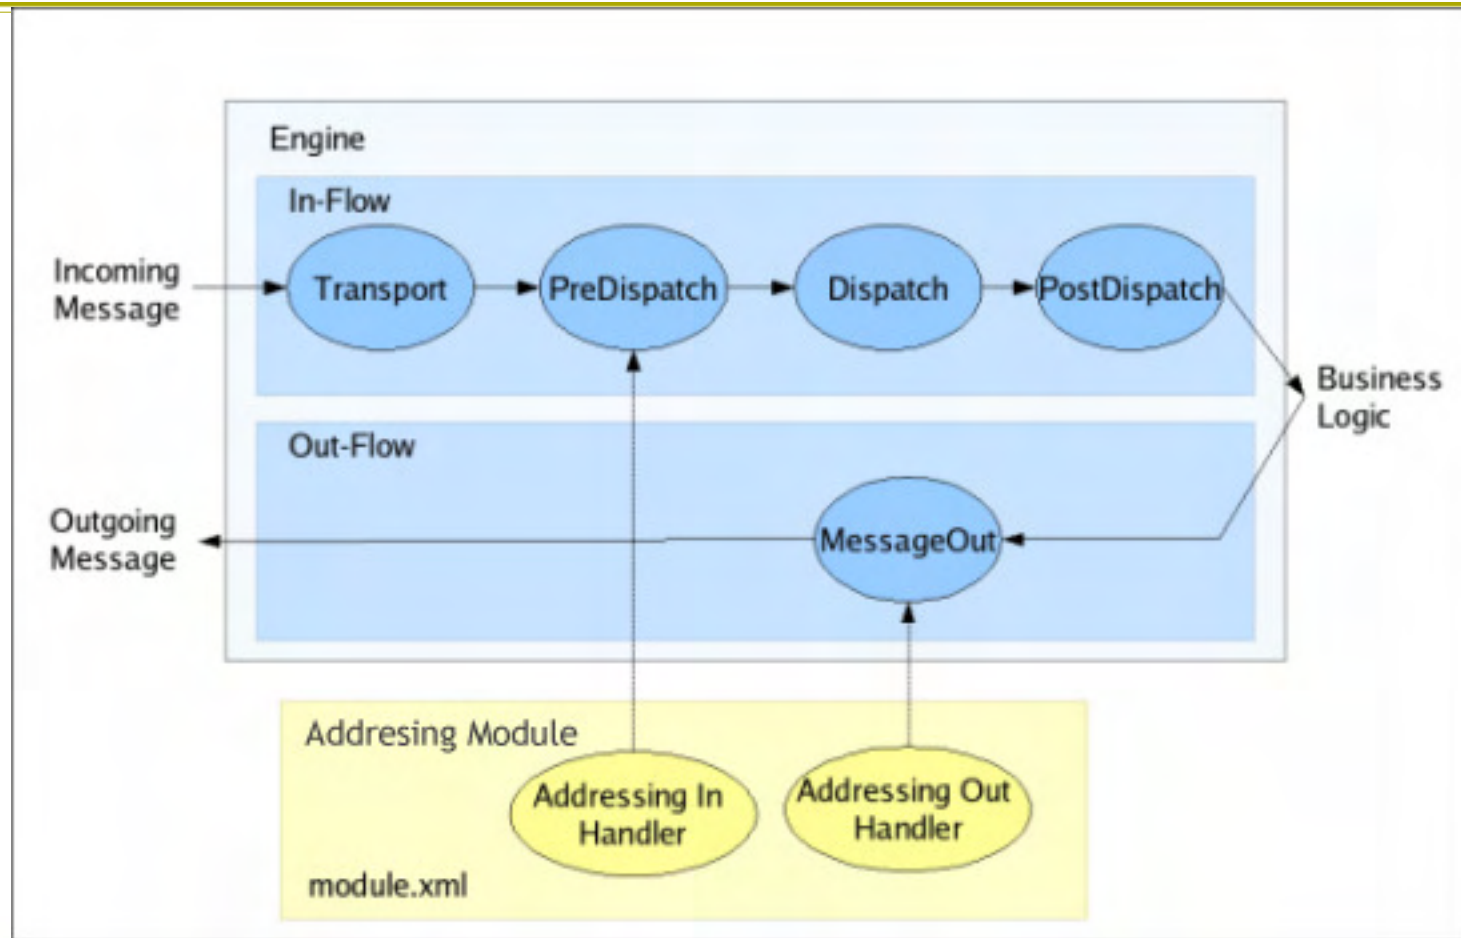 Engine
In-Flow
Incoming
Message
Transport
PreDispatch
Dispatch
PostDispatch
Business
Logic
Out-Flow
Outgoing
Message
MessageOut
Addresing Module
Addressing In
Handler
Addressing Out
Handler
module.xml